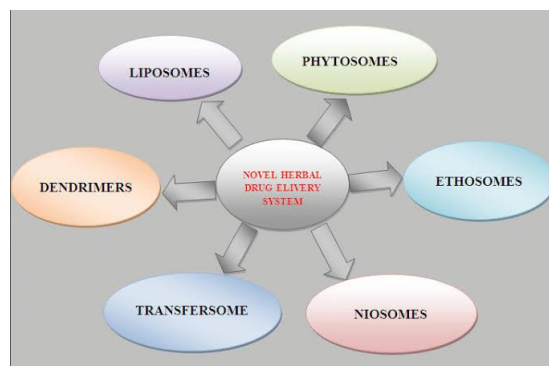 LIPOSOMES
PHYTOSOMES
DENDRIMERS
NOVEL HERBAL
DRUG ELIVERY
SYSTEM
ETHOSOMES
TRANSFERSOME
NIOSOMES